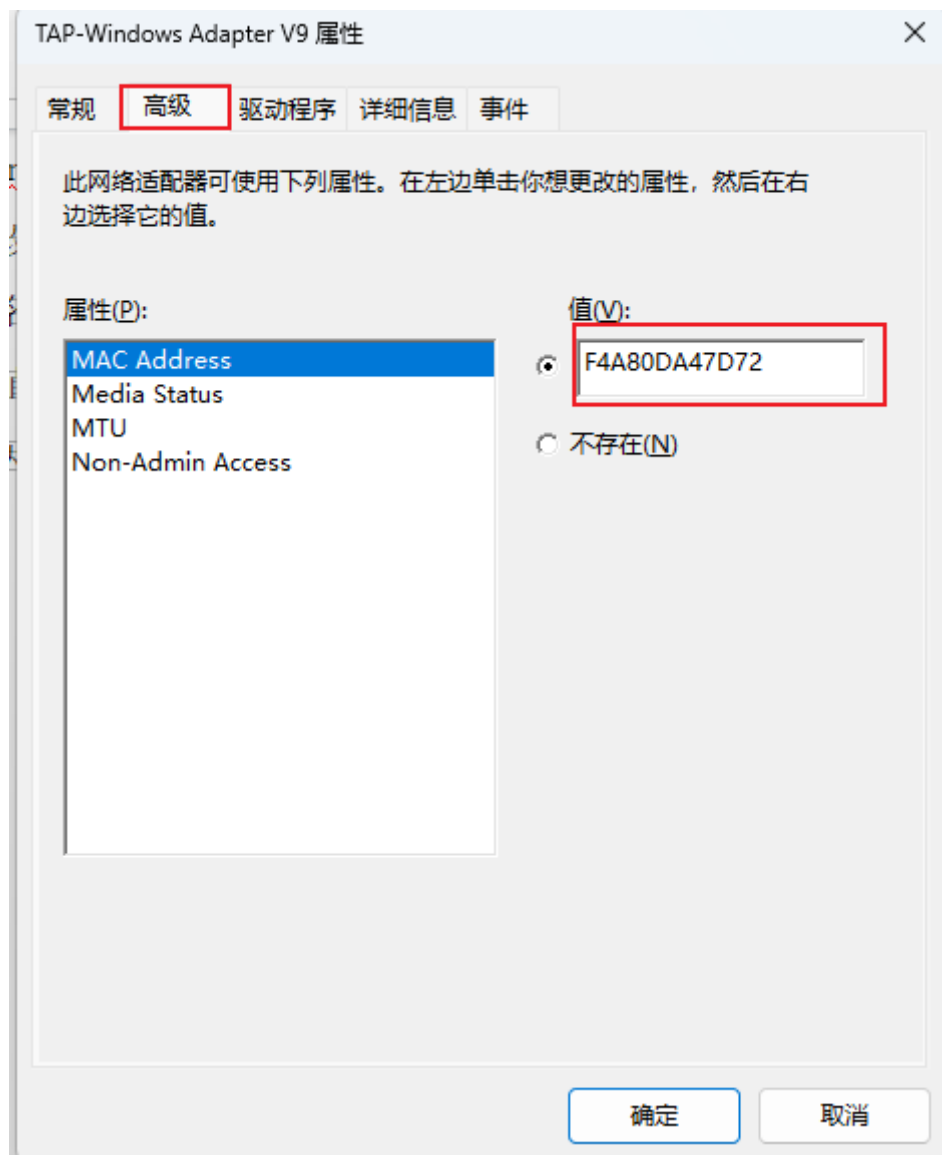 TAP-Windows Adapter V9 属性
常规 高级 驱动程序 详细信息 事件
此网络适配器可使用下列属性。在左边单击你想更改的属性，然后在右
边选择它的值。
属性(P):
值(V):
MAC Address
F4A80DA47D72
Media Status
MTU
不存在(N)
Non-Admin Access
确定 取消